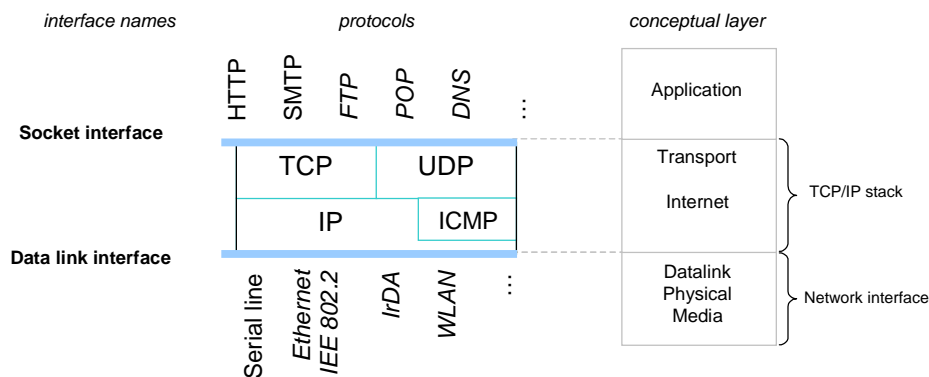 interface names
protocols
conceptual layer
HTTP
SMTP
FTP
POP
DNS
...
Application
Socket interface
TCP
UDP
Transport
TCP/IP stack
IP
ICMP
Internet
Data link interface
Serial line
Ethernet
IEEE 802.2
IrDA
WLAN
...
Datalink
Physical
Media
Network interface